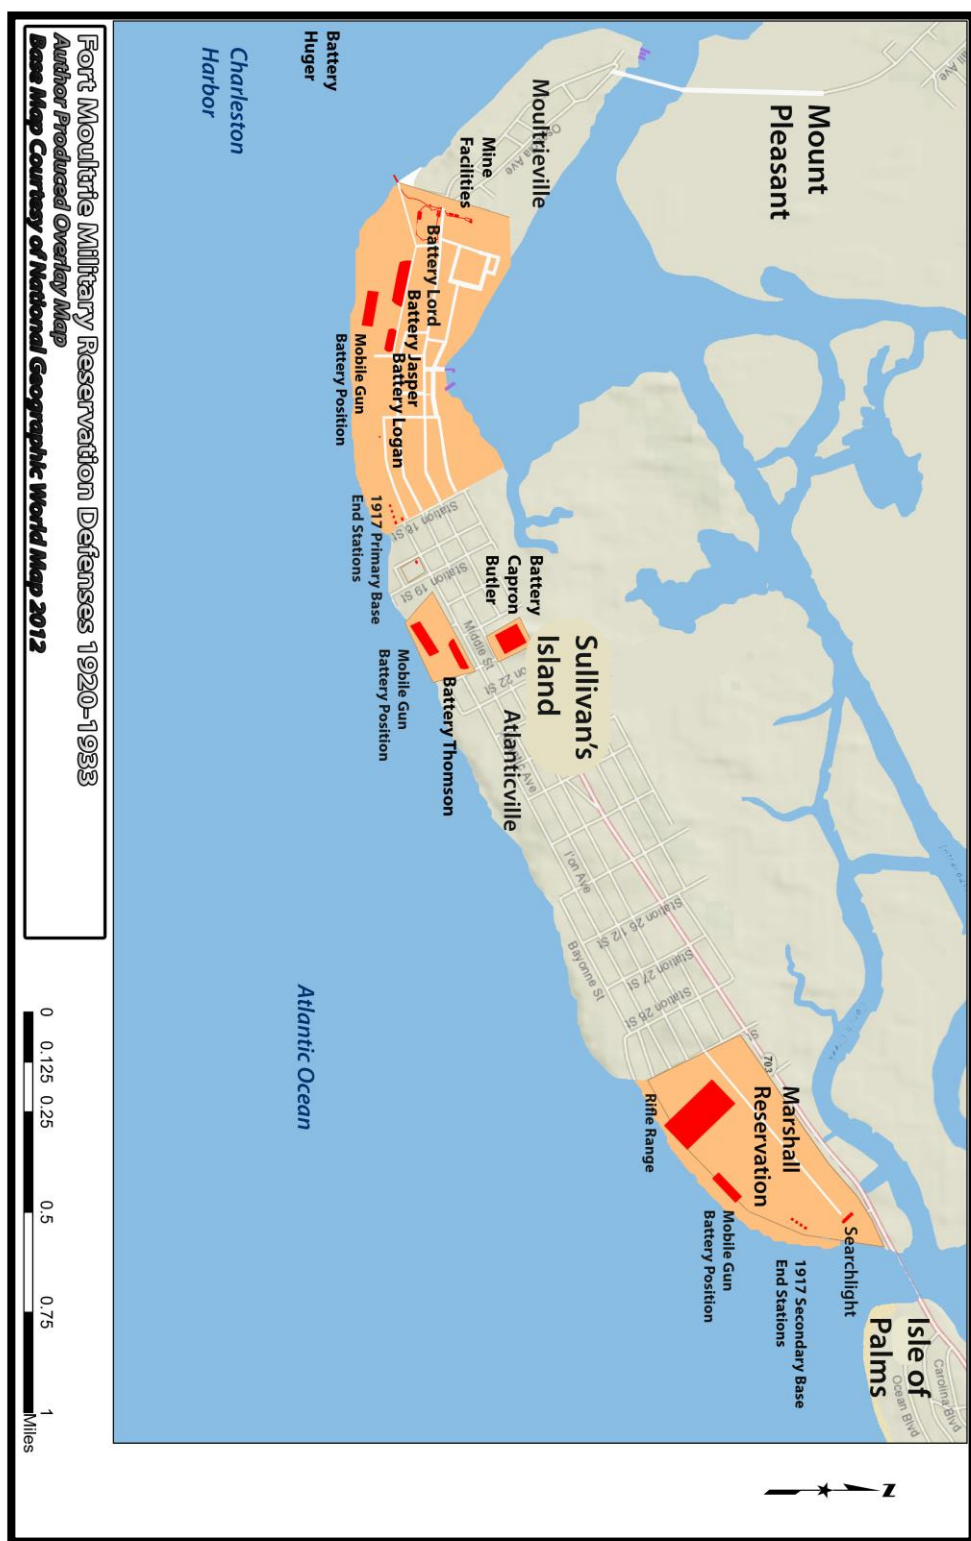 Mount
Pleasant
Moultrieville
Battery
Huger
Charleston
Harbor
Mine
Facilities
Battery Lord
Battery Jasper
Battery Logan
Mobile Gun
Battery Position
1917 Primary Base
End Stations
Station 18 St
Station 19 St
Battery
Capron
Butler
Middle St
Sullivan's
Island
Atlanticville
Battery Thomson
Mobile Gun
Battery Position
I'on Ave
Bayonne St
Station 26 1/2 St
Station 27 St
Station 28 St
Atlantic Ocean
703
Marshall
Reservation
Rifle Range
Mobile Gun
Battery Position
Searchlight
1917 Secondary Base
End Stations
Isle of
Palms
Carolina Blvd
Ocean Blvd
N
Fort Moultrie Military Reservation Defenses 1920-1933
Author Produced Overlay Map
Base Map Courtesy of National Geographic World Map 2012
0 0.125 0.25 0.5 0.75 1
Miles